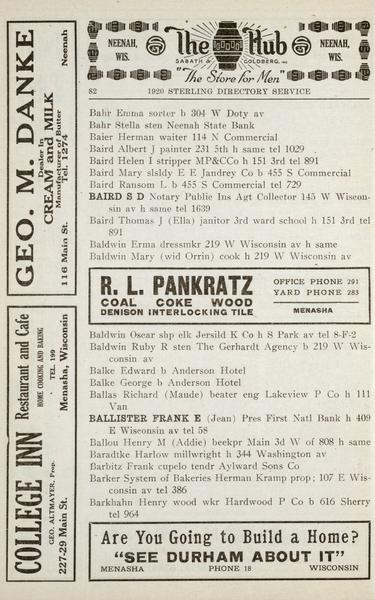 GEO. M. DANKE
Dealer In
CREAM and MILK
Manufacturer of Butter
Tel. 1274
116 Main St.
Neenah
COLLEGE INN
Restaurant and Cafe
HOME COOKING AND BAKING
GEO. ALTMAYER, Prop.
TEL. 199
227-29 Main St.
Menasha, Wisconsin
NEENAH,
WIS.
The Hub
SABATH & GOLDBERG, INC
"The Store for Men"
NEENAH,
WIS.
82 1920 STERLING DIRECTORY SERVICE
Bahr Emma sorter b 304 W Doty av
Bahr Stella sten Neenah State Bank
Baier Herman waiter 114 N Commercial
Baird Albert J painter 231 5th h same tel 1029
Baird Helen I stripper MP&CCo h 151 3rd tel 891
Baird Mary slsldy E E Jandrey Co b 455 S Commercial
Baird Ransom L b 455 S Commercial tel 729
BAIRD S D Notary Public Ins Agt Collector 145 W Wiscon-
sin av h same tel 1639
Baird Thomas J (Ella) janitor 3rd ward school h 151 3rd tel
891
Baldwin Erma dressmkr 219 W Wisconsin av h same
Baldwin Mary (wid Orrin) cook h 219 W Wisconsin av
R. L. PANKRATZ
COAL COKE WOOD
DENISON INTERLOCKING TILE
OFFICE PHONE 291
YARD PHONE 283
MENASHA
Baldwin Oscar shp elk Jersild K Co h S Park av tel 8-F-2
Baldwin Ruby R sten The Gerhardt Agency b 219 W Wis-
consin av
Balke Edward b Anderson Hotel
Balke George b Anderson Hotel
Ballas Richard (Maude) beater eng Lakeview P Co h 111
Van
BALLISTER FRANK E (Jean) Pres First Natl Bank h 409
E Wisconsin av tel 58
Ballou Henry M (Addie) beekpr Main 3d W of 808 h same
Baradtke Harlow millwright h 344 Washington av
Barbitz Frank cupelo tendr Aylward Sons Co
Barker System of Bakeries Herman Kramp prop; 107 E Wis-
consin av tel 386
Barkhahn Henry wood wkr Hardwood P Co b 616 Sherry
tel 964
Are You Going to Build a Home?
"SEE DURHAM ABOUT IT"
MENASHA PHONE 18 WISCONSIN